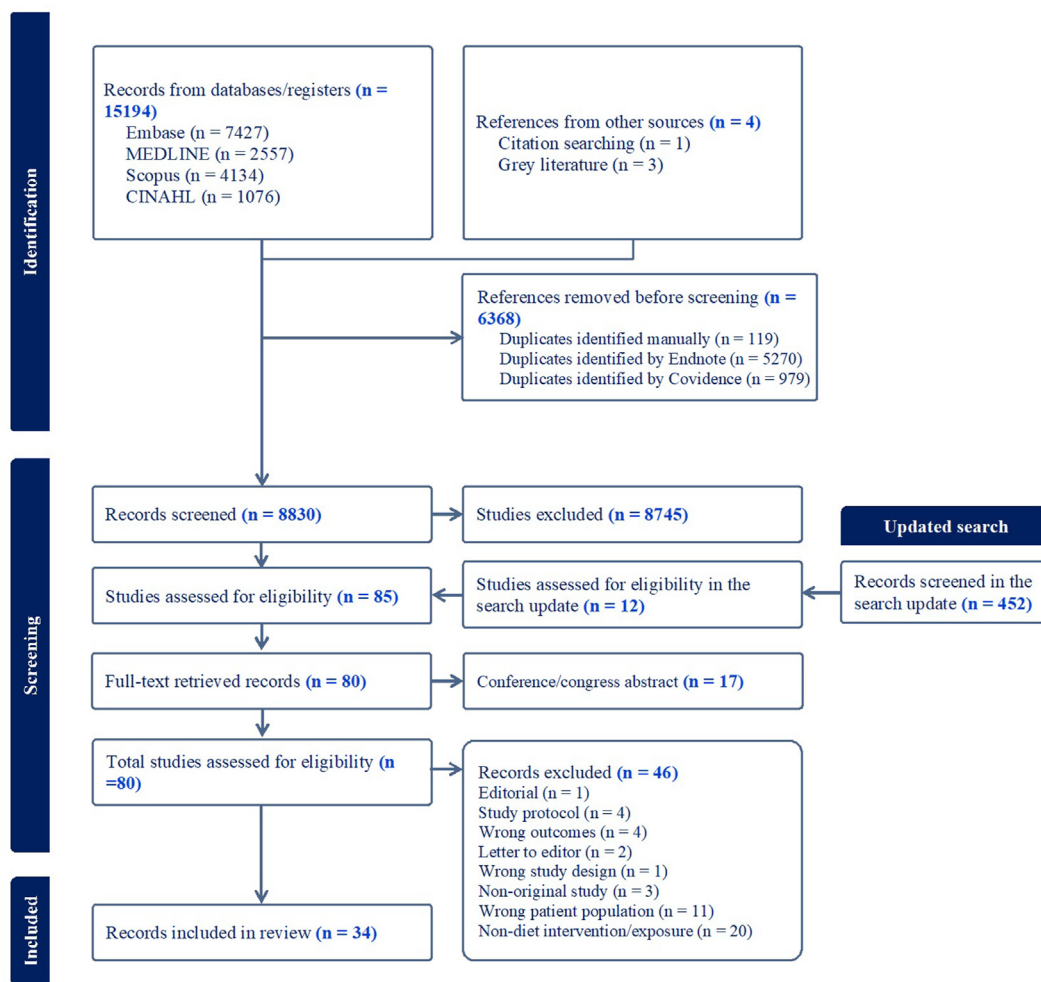 Identification
Records from databases/registers (n =
15194)
Embase (n = 7427)
MEDLINE (n = 2557)
Scopus (n = 4134)
CINAHL (n = 1076)
References from other sources (n = 4)
Citation searching (n = 1)
Grey literature (n = 3)
References removed before screening (n =
6368)
Duplicates identified manually (n = 119)
Duplicates identified by Endnote (n = 5270)
Duplicates identified by Covidence (n = 979)
Screening
Records screened (n = 8830)
Studies excluded (n = 8745)
Updated search
Studies assessed for eligibility (n = 85)
Studies assessed for eligibility in the
search update (n = 12)
Records screened in the
search update (n = 452)
Full-text retrieved records (n = 80)
Conference/congress abstract (n = 17)
Total studies assessed for eligibility (n
=80)
Records excluded (n = 46)
Editorial (n = 1)
Study protocol (n = 4)
Wrong outcomes (n = 4)
Letter to editor (n = 2)
Wrong study design (n = 1)
Non-original study (n = 3)
Wrong patient population (n = 11)
Non-diet intervention/exposure (n = 20)
Included
Records included in review (n = 34)